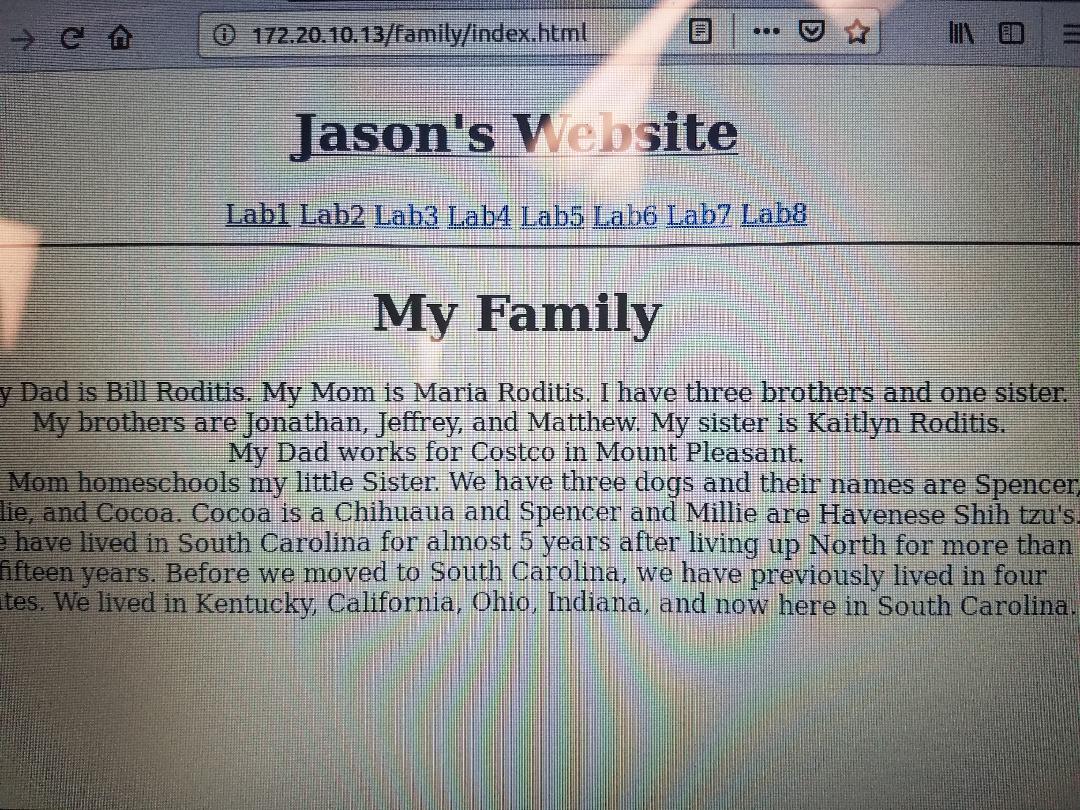 172.20.10.13/family/index.html
Jason's Website
Lab1 Lab2 Lab3 Lab4 Lab5 Lab6 Lab7 Lab8
My Family
y Dad is Bill Roditis. My Mom is Maria Roditis. I have three brothers and one sister.
My brothers are Jonathan, Jeffrey, and Matthew. My sister is Kaitlyn Roditis.
My Dad works for Costco in Mount Pleasant.
Mom homeschools my little Sister. We have three dogs and their names are Spencer,
lie, and Cocoa. Cocoa is a Chihuaua and Spencer and Millie are Havenese Shih tzu's.
e have lived in South Carolina for almost 5 years after living up North for more than
fifteen years. Before we moved to South Carolina, we have previously lived in four
tes. We lived in Kentucky, California, Ohio, Indiana, and now here in South Carolina.